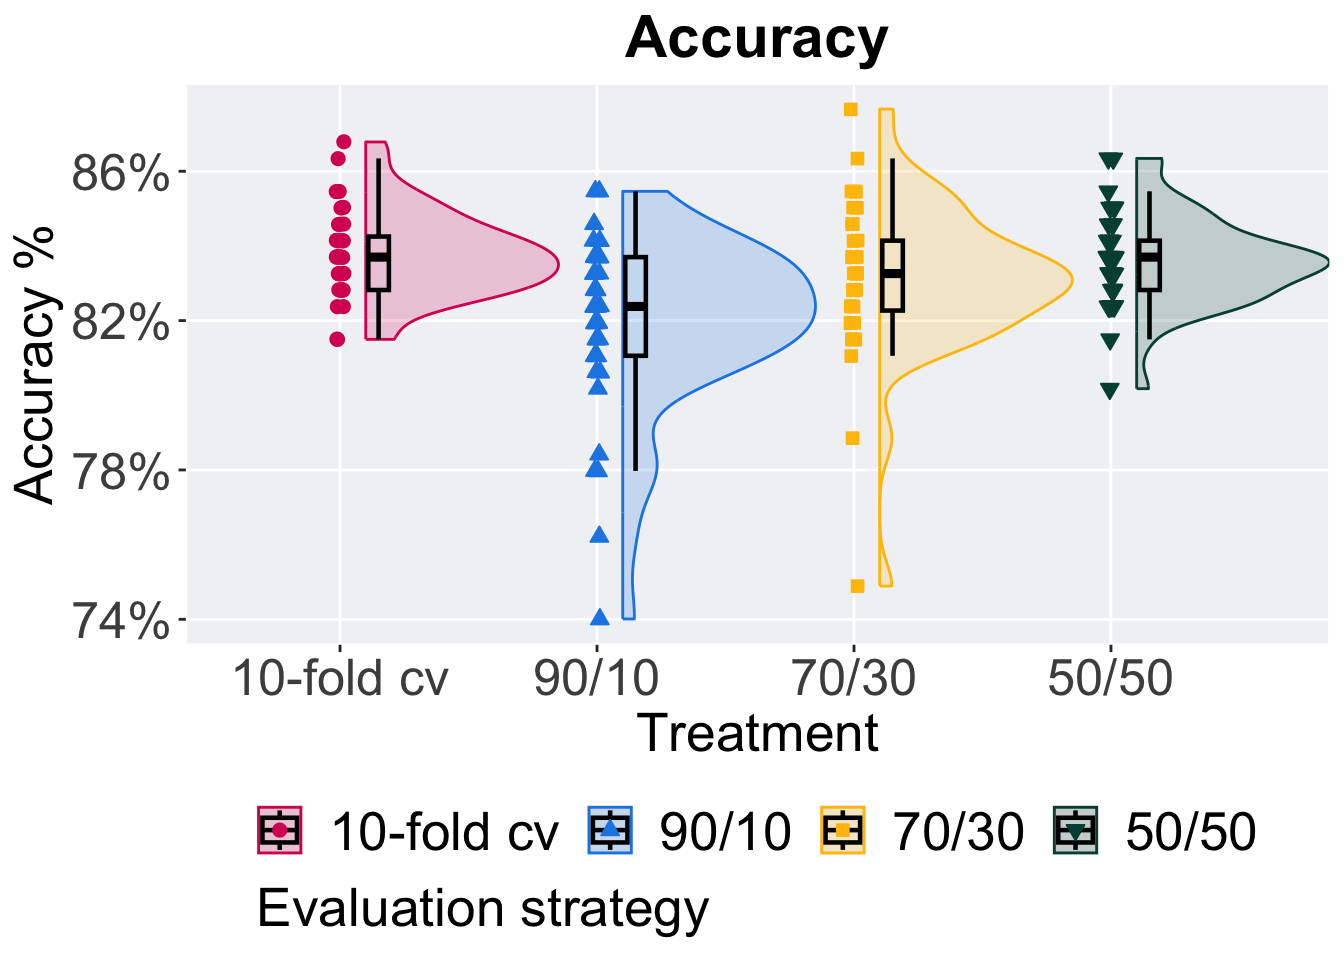 Accuracy
Accuracy %
86%
82%
78%
74%
10-fold cv 90/10 70/30 50/50
Treatment
10-fold cv 90/10 70/30 50/50
Evaluation strategy